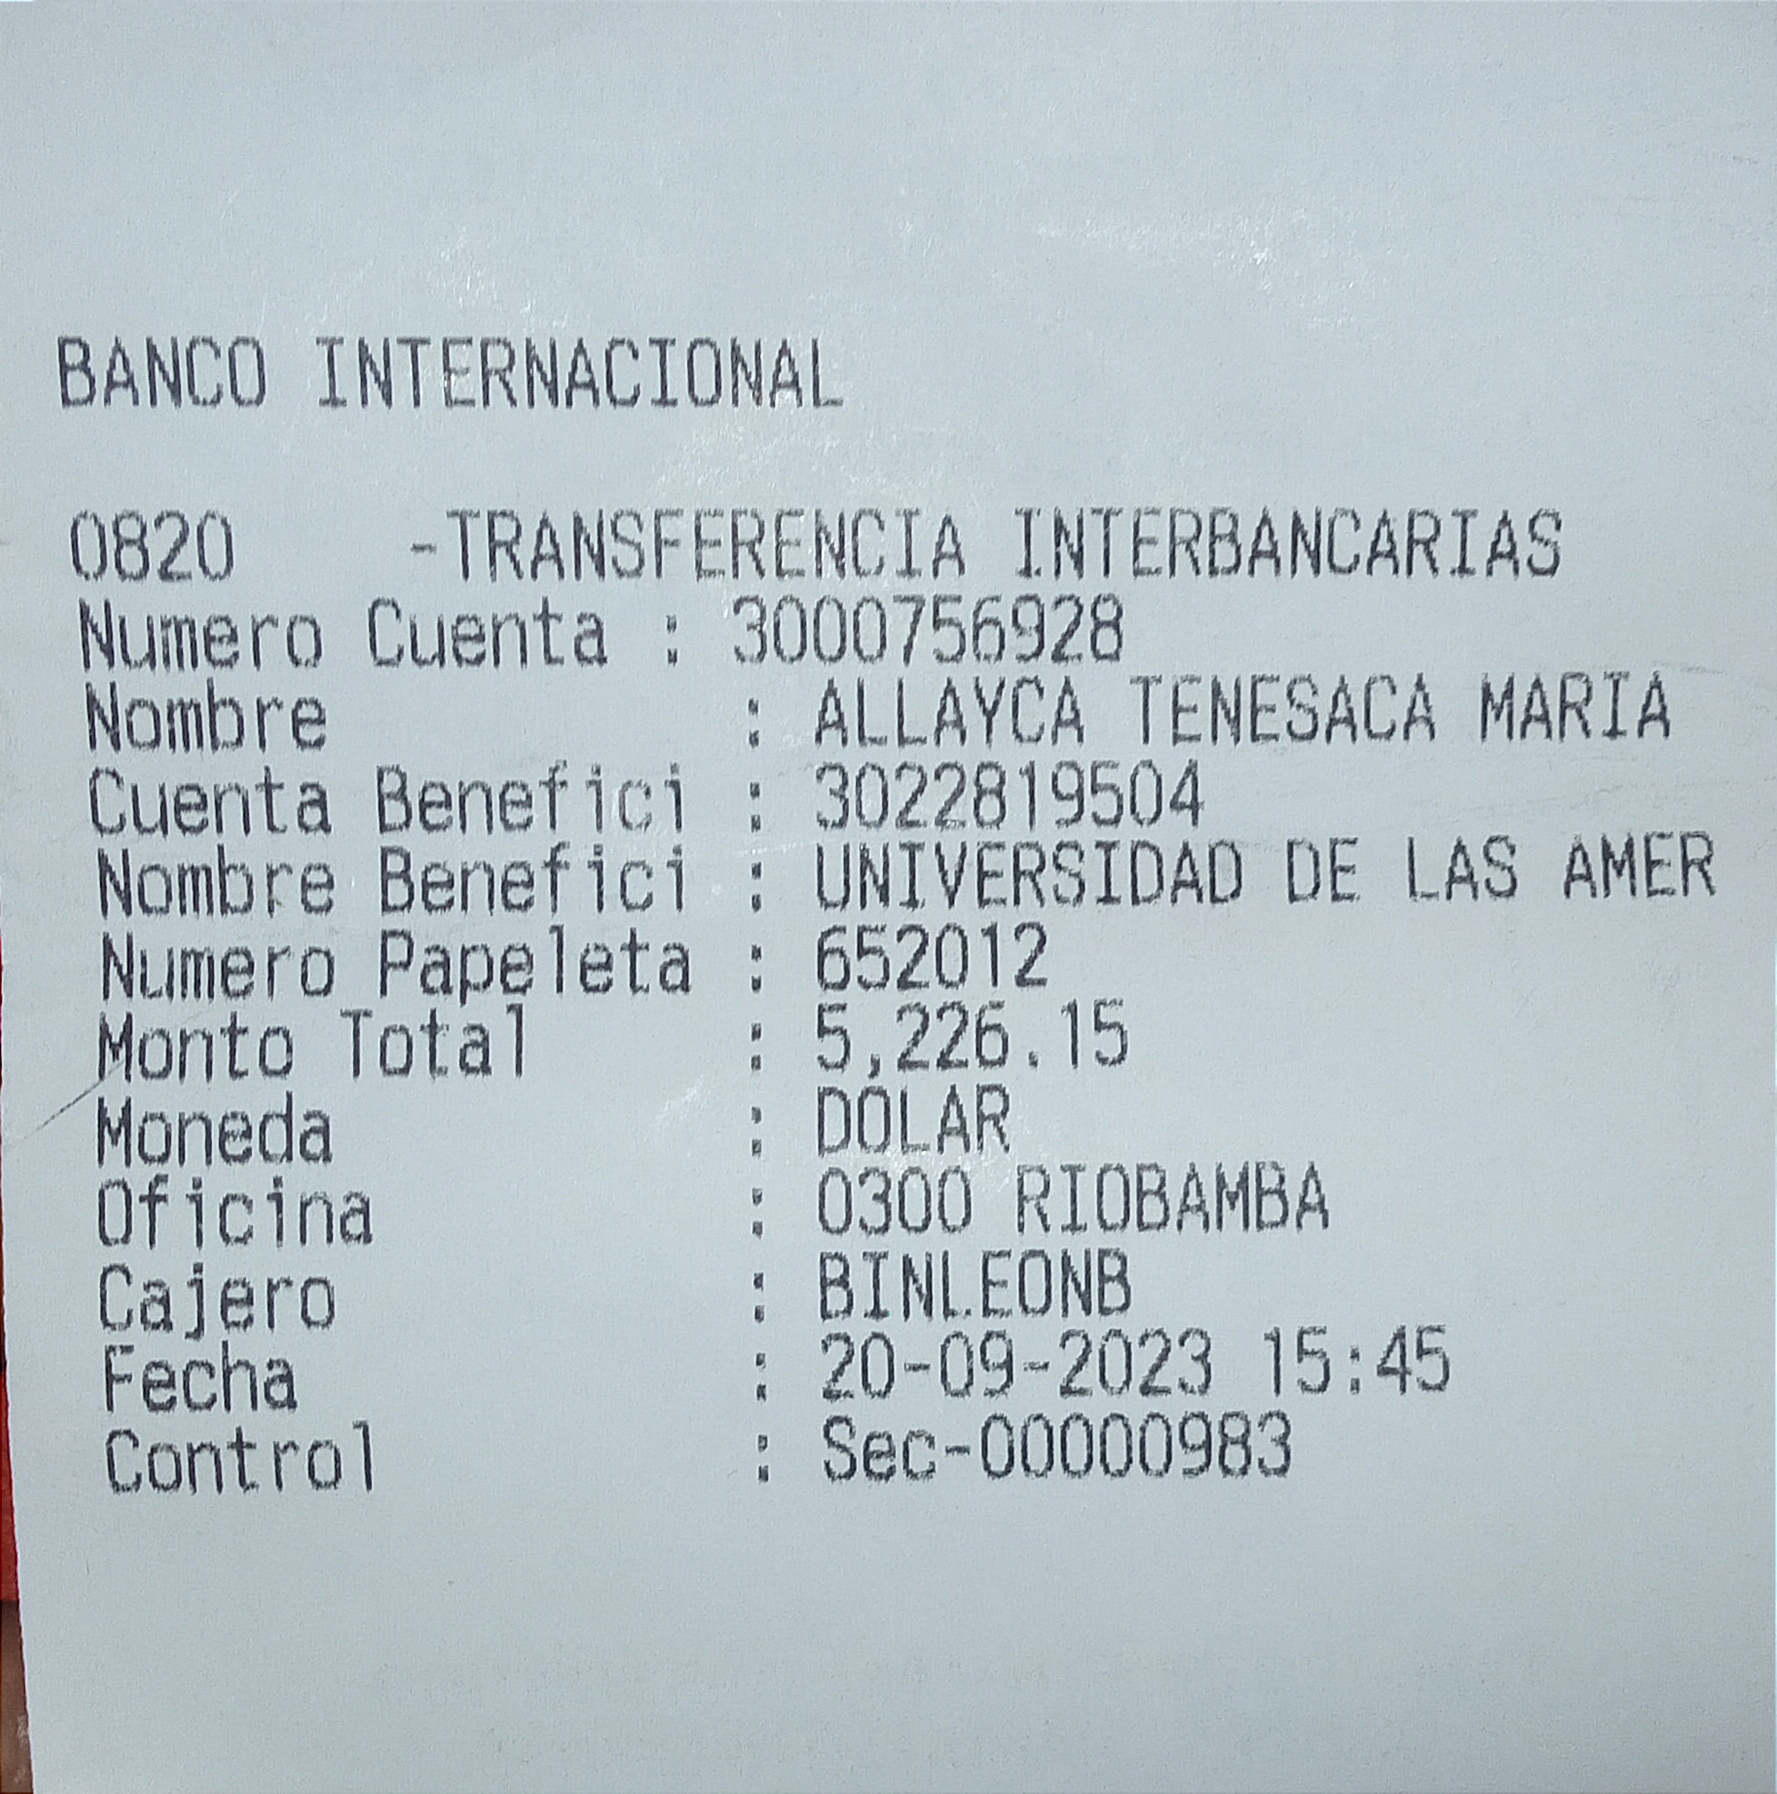 BANCO INTERNACIONAL
0820 -TRANSFERENCIA INTERBANCARIAS
Numero Cuenta : 3000756928
Nombre : ALLAYCA TENESACA MARIA
Cuenta Benefici : 3022819504
Nombre Benefici : UNIVERSIDAD DE LAS AMER
Numero Papeleta : 652012
Monto Total : 5,226.15
Moneda : DOLAR
Oficina : 0300 RIOBAMBA
Cajero : BINLEONB
Fecha : 20-09-2023 15:45
Control : Sec-00000983